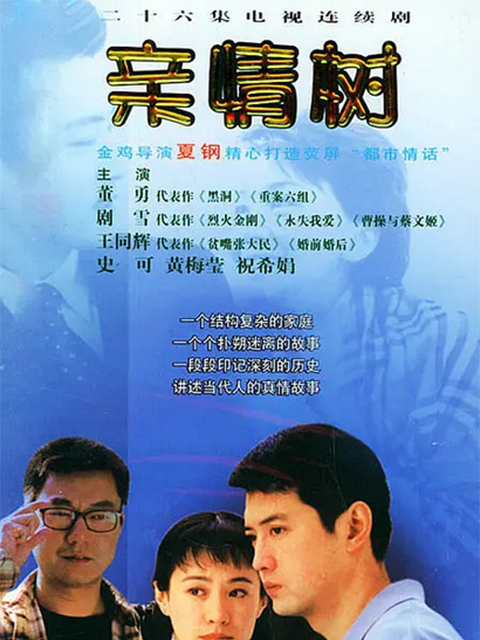 二十六集电视连续剧
亲情树
金鸡导演夏钢精心打造荧屏“都市情话”
主 演
董 勇 代表作《黑洞》《重案六组》
剧 雪 代表作《烈火金刚》《永失我爱》《曹操与蔡文姬》
王同辉 代表作《贫嘴张大民》《婚前婚后》
史 可 黄梅莹 祝希娟
一个结构复杂的家庭
一个个扑朔迷离的故事
一段段印记深刻的历史
讲述当代人的真情故事